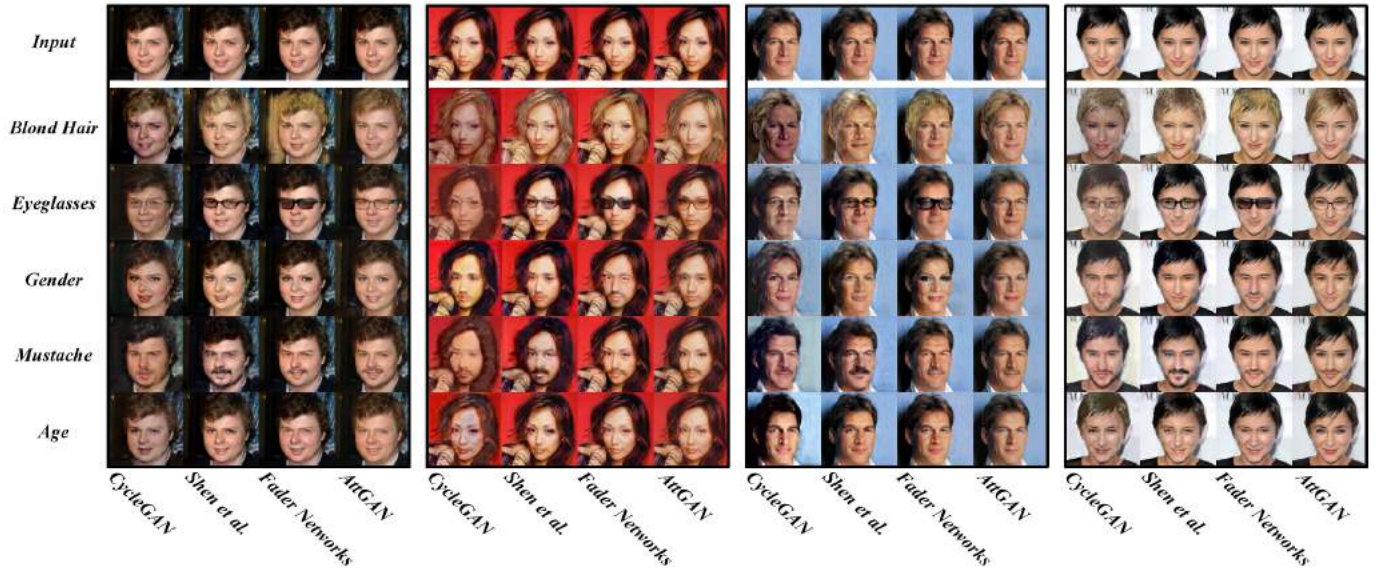 Input
Blond Hair
Eyeglasses
Gender
Mustache
Age
CycleGAN
Shen et al.
Fader Networks
AttGAN
CycleGAN
Shen et al.
Fader Networks
AttGAN
CycleGAN
Shen et al.
Fader Networks
AttGAN
CycleGAN
Shen et al.
Fader Networks
AttGAN